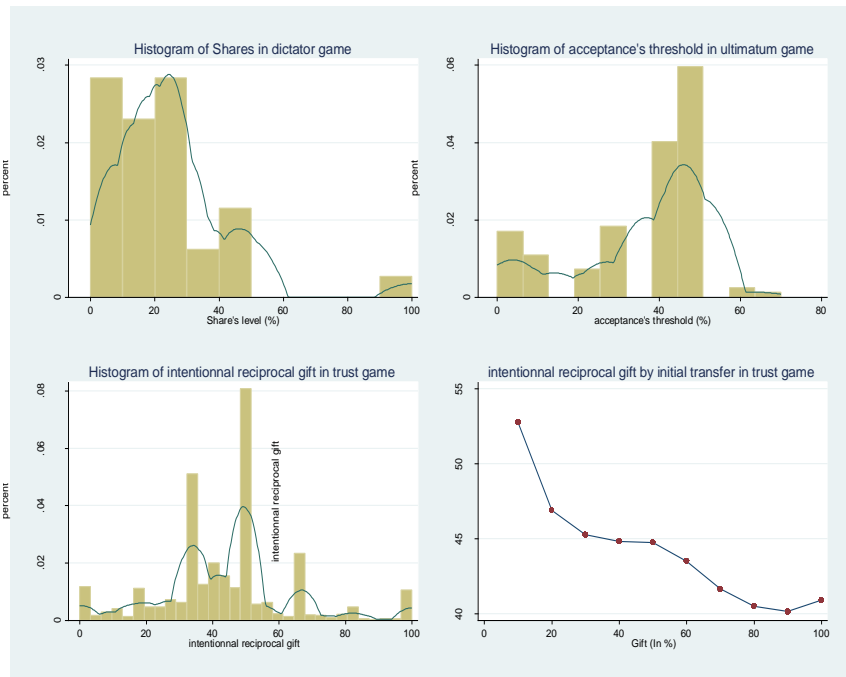 Histogram of Shares in dictator game
percent
.03
.02
.01
0
0 20 40 60 80 100
Share's level (%)
Histogram of acceptance's threshold in ultimatum game
percent
.06
.04
.02
0
0 20 40 60 80
acceptance's threshold (%)
Histogram of intentionnal reciprocal gift in trust game
percent
.08
.06
.04
.02
0
0 20 40 60 80 100
intentionnal reciprocal gift
intentionnal reciprocal gift by initial transfer in trust game
intentionnal reciprocal gift
55
50
45
40
0 20 40 60 80 100
Gift (In %)